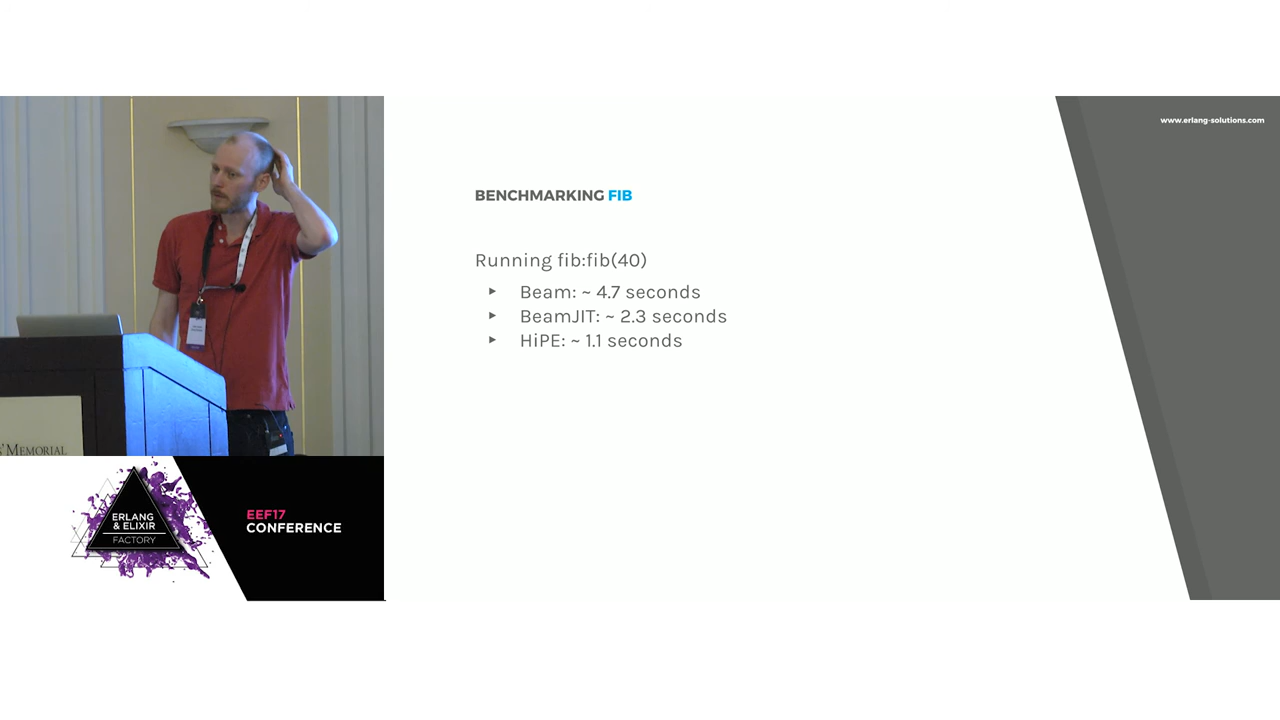 www.erlang-solutions.com
BENCHMARKING FIB
Running fib:fib(40)
Beam: ~ 4.7 seconds
BeamJIT: ~ 2.3 seconds
HiPE: ~ 1.1 seconds
MEMORIAL
ERLANG
& ELIXIR
FACTORY
EEF17
CONFERENCE